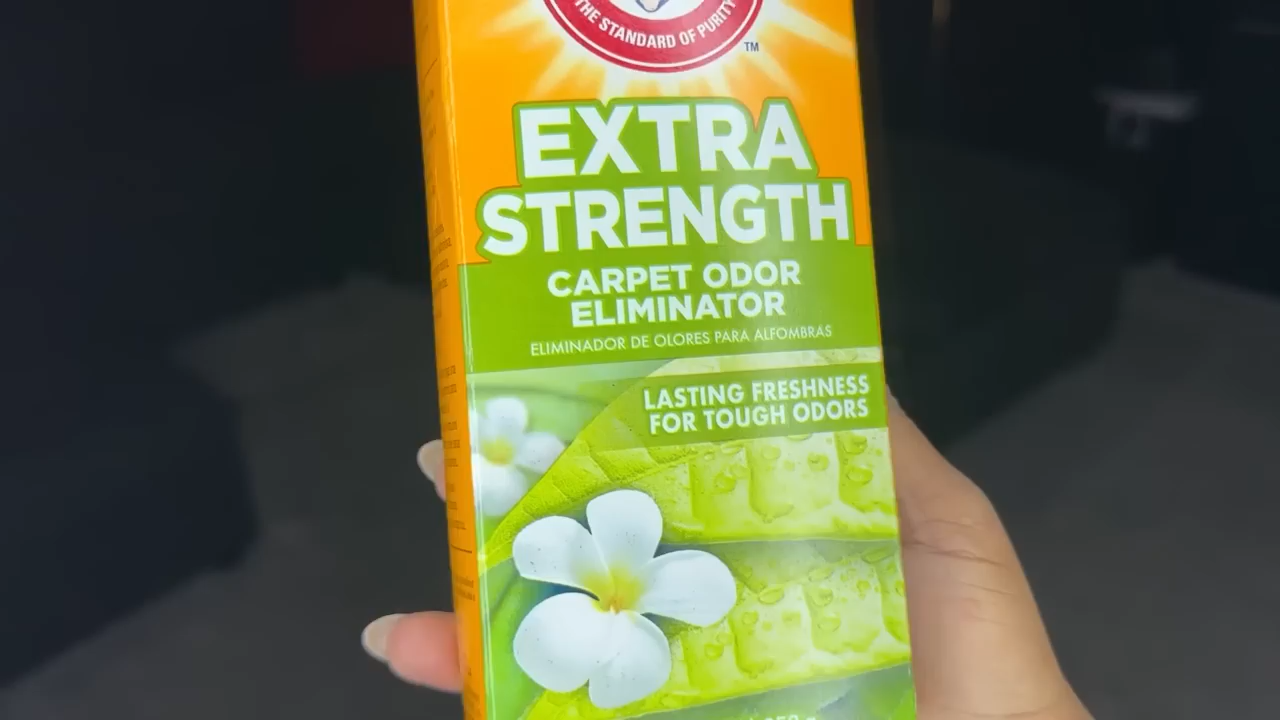 THE STANDARD OF PURITY
TM
EXTRA
STRENGTH
CARPET ODOR
ELIMINATOR
ELIMINADOR DE OLORES PARA ALFOMBRAS
LASTING FRESHNESS
FOR TOUGH ODORS